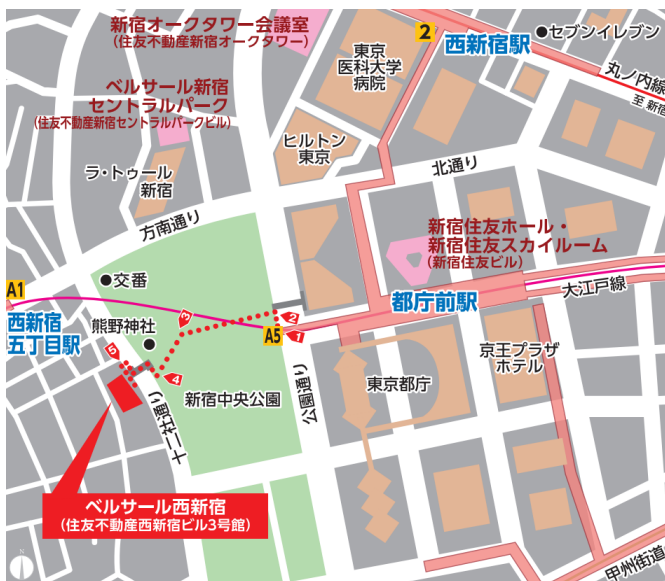 新宿オークタワー会議室
(住友不動産新宿オークタワー)
東京
医科大学
病院
2
西新宿駅
セブンイレブン
丸ノ内線
至 新宿
ベルサール新宿
セントラルパーク
(住友不動産新宿セントラルパークビル)
ヒルトン
東京
ラ・トゥール
新宿
北通り
方南通り
新宿住友ホール・
新宿住友スカイルーム
(新宿住友ビル)
交番
A1
西新宿
五丁目駅
熊野神社
3
2
A5
1
都庁前駅
大江戸線
5
4
京王プラザ
ホテル
新宿中央公園
公園通り
東京都庁
十二社通り
ベルサール西新宿
(住友不動産西新宿ビル3号館)
甲州街道
N